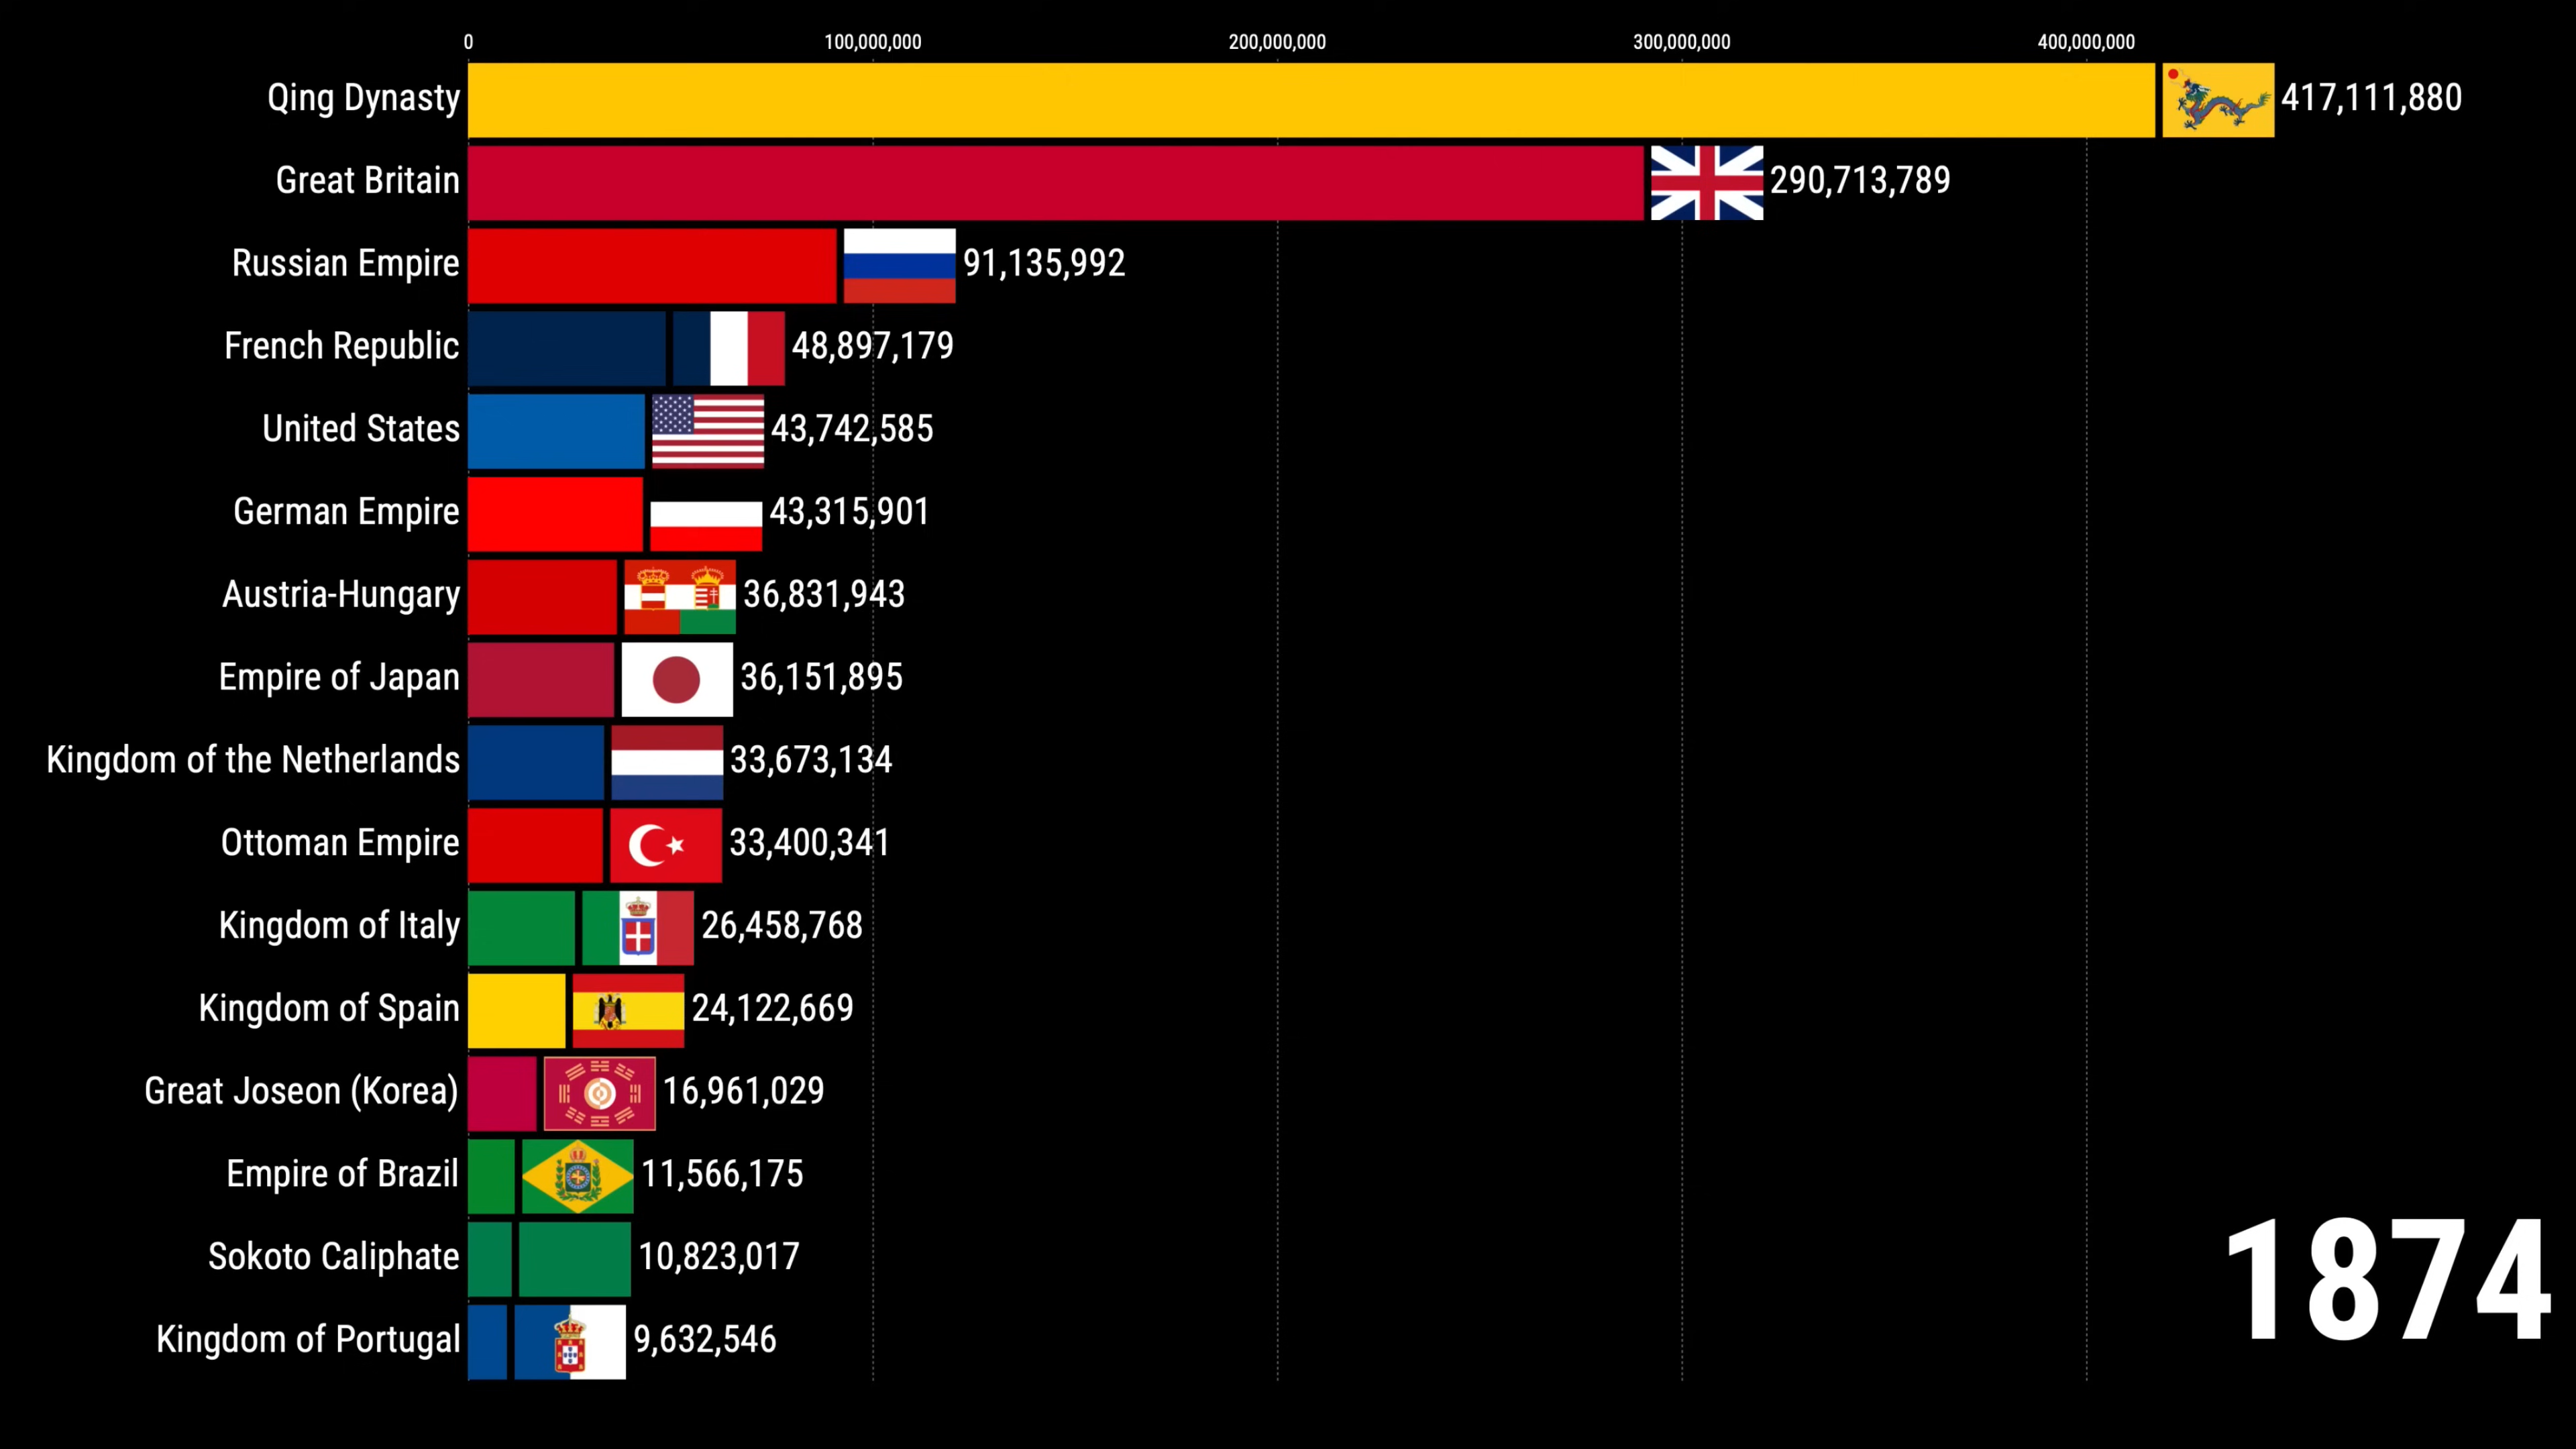 0 100,000,000 200,000,000 300,000,000 400,000,000
Qing Dynasty 417,111,880
Great Britain 290,713,789
Russian Empire 91,135,992
French Republic 48,897,179
United States 43,742,585
German Empire 43,315,901
Austria-Hungary 36,831,943
Empire of Japan 36,151,895
Kingdom of the Netherlands 33,673,134
Ottoman Empire 33,400,341
Kingdom of Italy 26,458,768
Kingdom of Spain 24,122,669
Great Joseon (Korea) 16,961,029
Empire of Brazil 11,566,175
Sokoto Caliphate 10,823,017
Kingdom of Portugal 9,632,546
1874